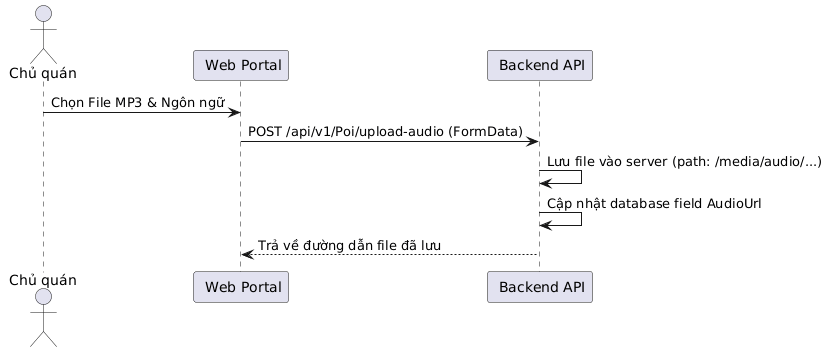 Chủ quán
Web Portal
Backend API
Chọn File MP3 & Ngôn ngữ
POST /api/v1/Poi/upload-audio (FormData)
Lưu file vào server (path: /media/audio/...)
Cập nhật database field AudioUrl
Trả về đường dẫn file đã lưu
Chủ quán
Web Portal
Backend API